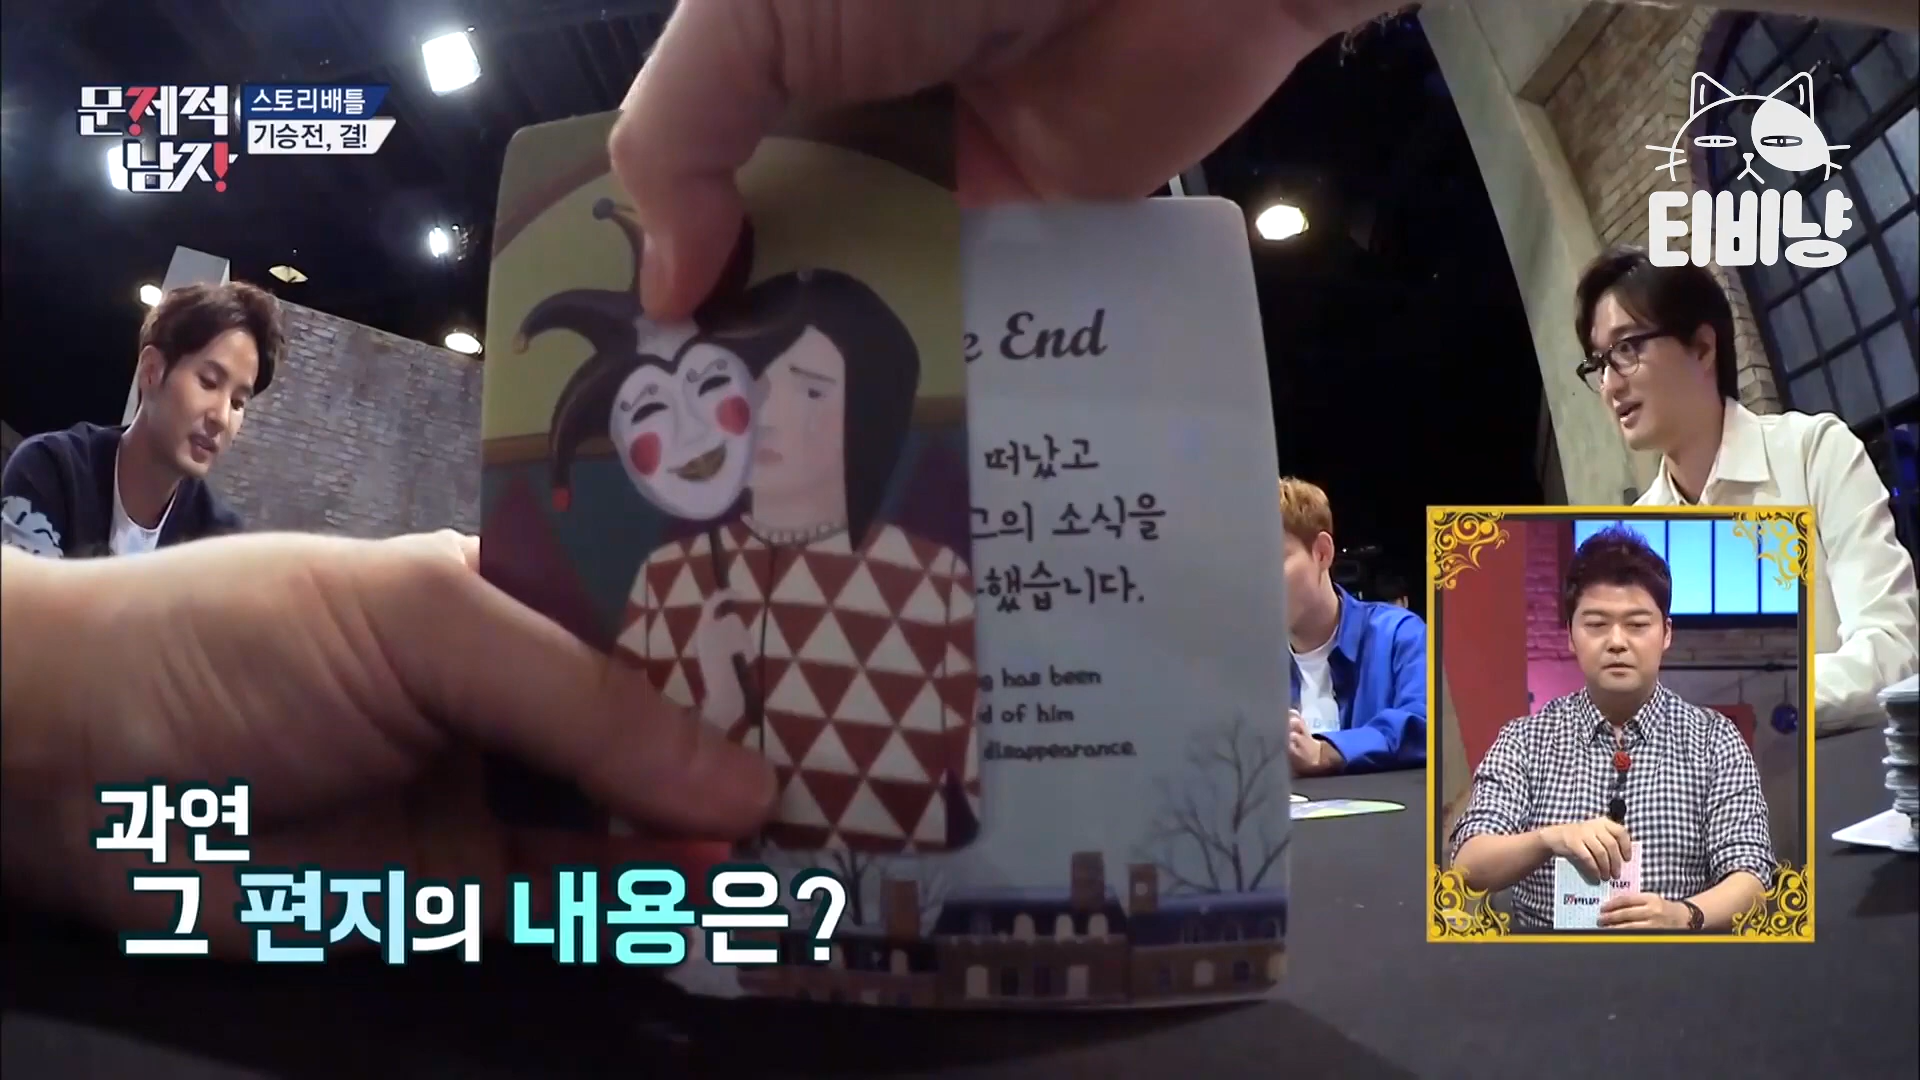 문제적
남자
스토리배틀
기승전, 결!
티비냥
End
떠났고
그의 소식을
했습니다.
has been
of him
disappearance.
과연
그 편지의 내용은?